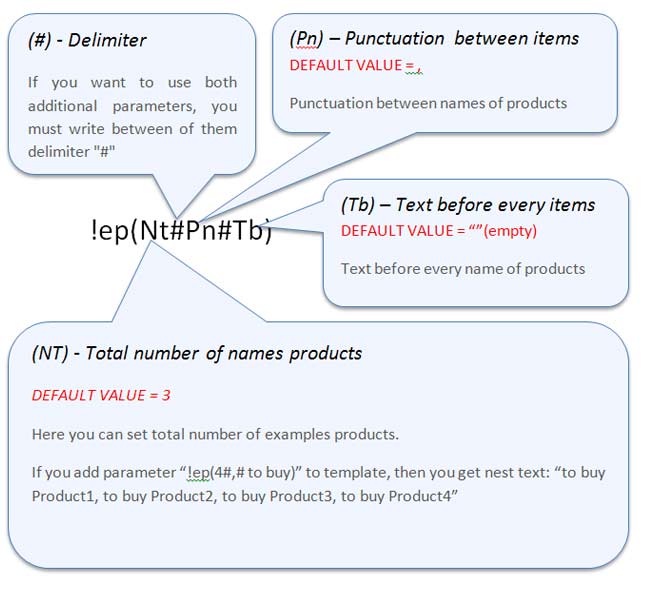 (#) - Delimiter
If you want to use both
additional parameters, you
must write between of them
delimiter "#"
(Pn) – Punctuation between items
DEFAULT VALUE = ,
Punctuation between names of products
!ep(Nt#Pn#Tb)
(Tb) – Text before every items
DEFAULT VALUE = “”(empty)
Text before every name of products
(NT) - Total number of names products
DEFAULT VALUE = 3
Here you can set total number of examples products.
If you add parameter “!ep(4#,# to buy)” to template, then you get nest text: “to buy
Product1, to buy Product2, to buy Product3, to buy Product4”